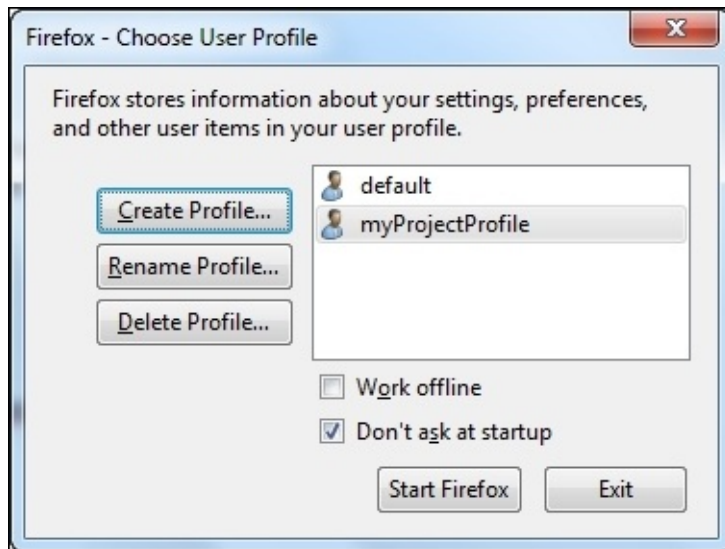 Firefox - Choose User Profile
Firefox stores information about your settings, preferences,
and other user items in your user profile.
Create Profile...
Rename Profile...
Delete Profile...
default
myProjectProfile
Work offline
Don't ask at startup
Start Firefox
Exit